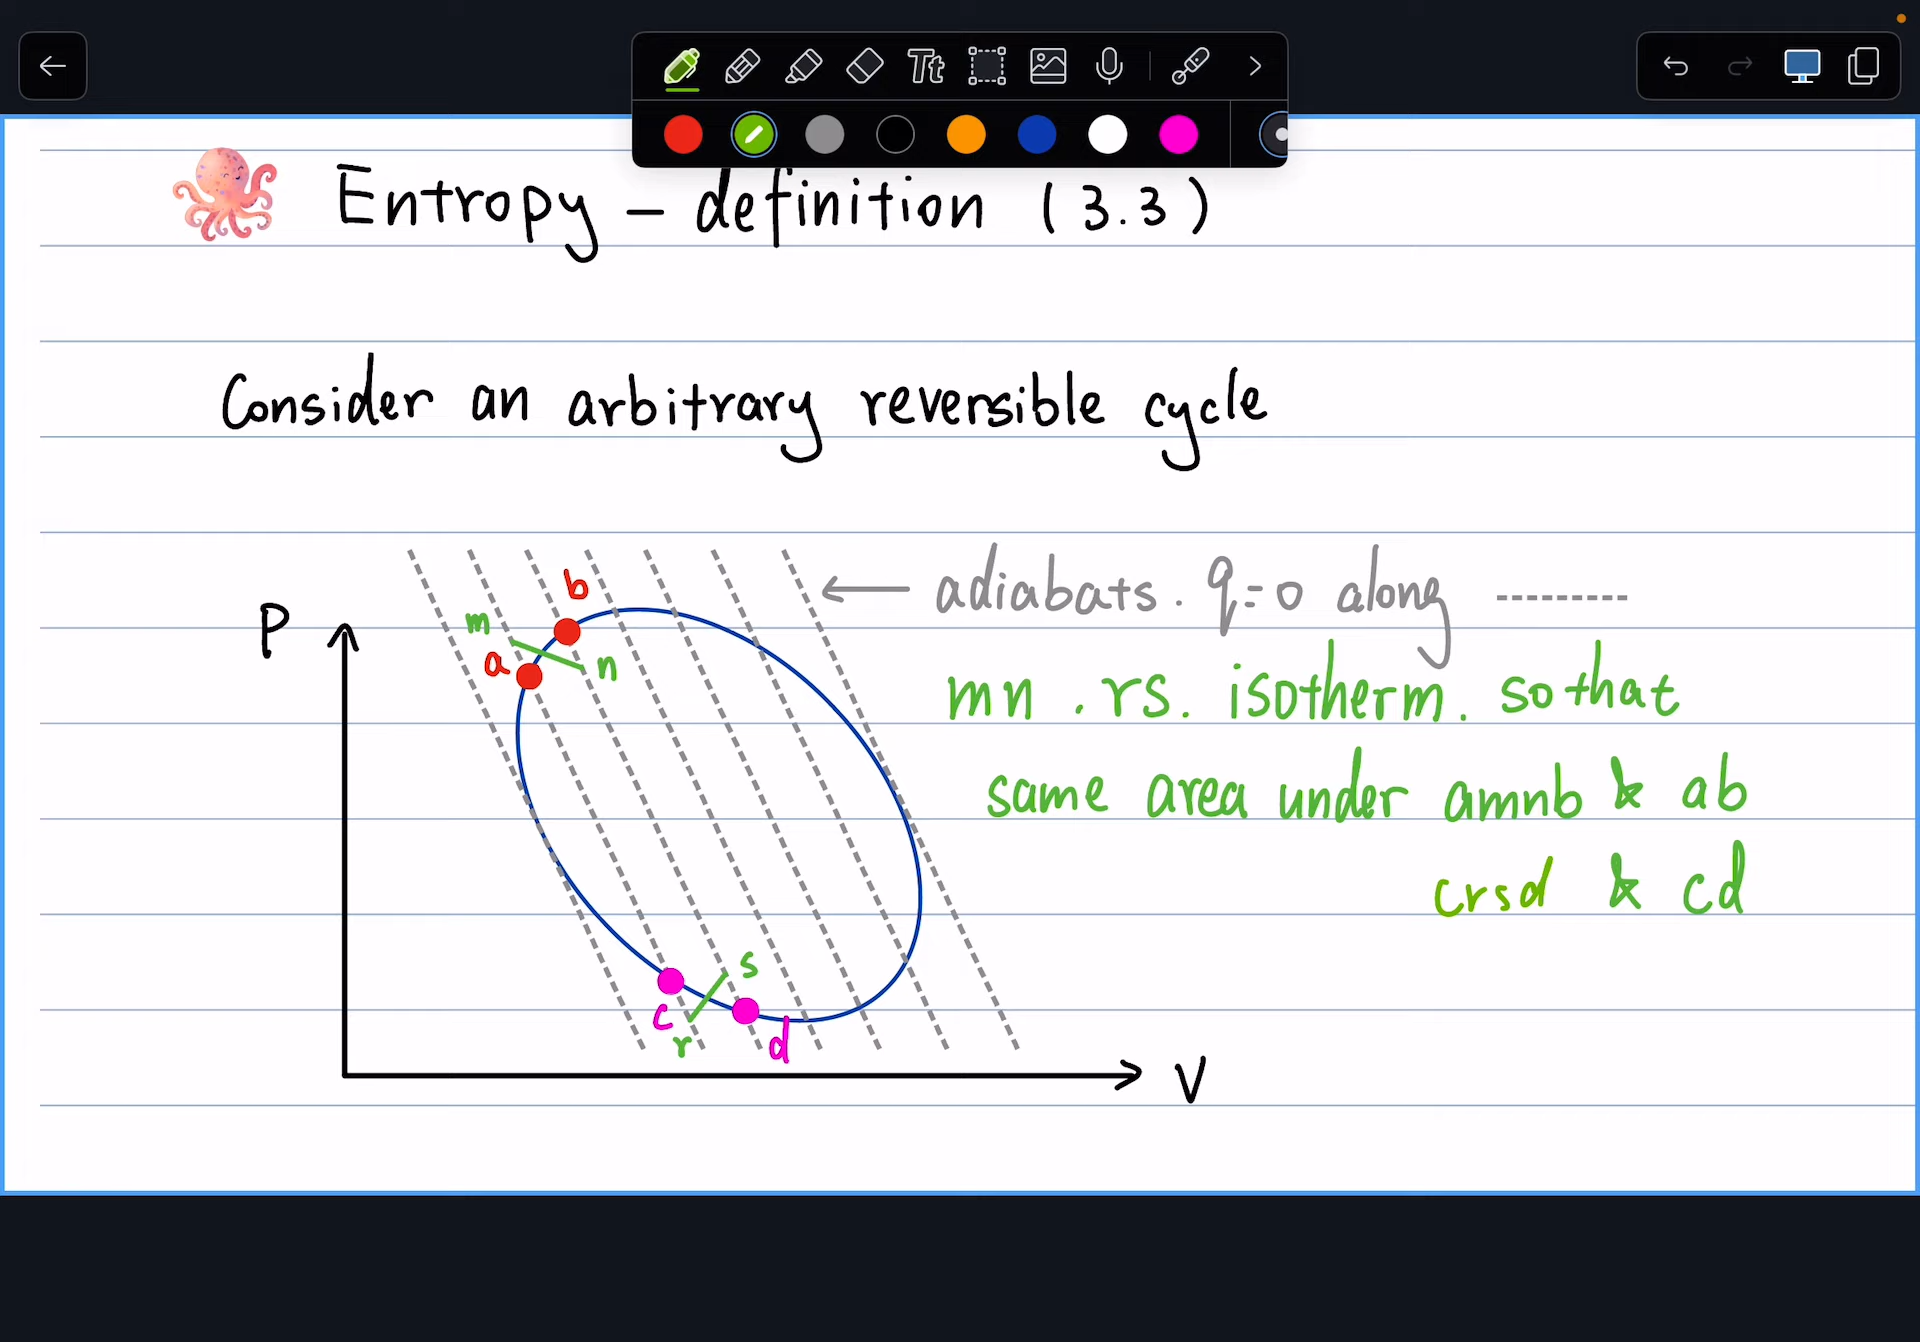 Tt
Entropy – definition (3.3)
Consider an arbitrary reversible cycle
← adiabats. q=0 along ---------
mn . rs. isotherm. so that
same area under amnb & ab
crsd & cd
P
b
m
a
n
s
c
r
d
V